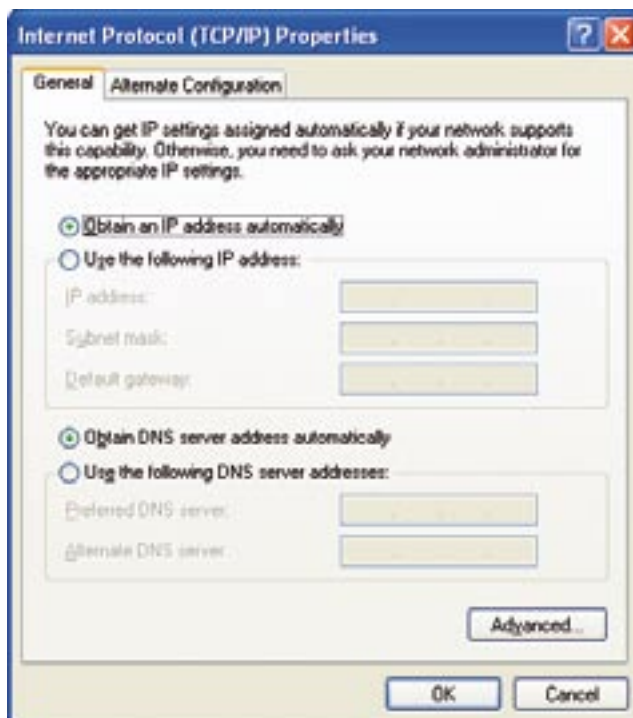 Internet Protocol (TCP/IP) Properties
General
Alternate Configuration
You can get IP settings assigned automatically if your network supports
this capability. Otherwise, you need to ask your network administrator for
the appropriate IP settings.
Obtain an IP address automatically
Use the following IP address:
IP address:
Subnet mask:
Default gateway:
Obtain DNS server address automatically
Use the following DNS server addresses:
Preferred DNS server:
Alternate DNS server:
Advanced...
OK
Cancel